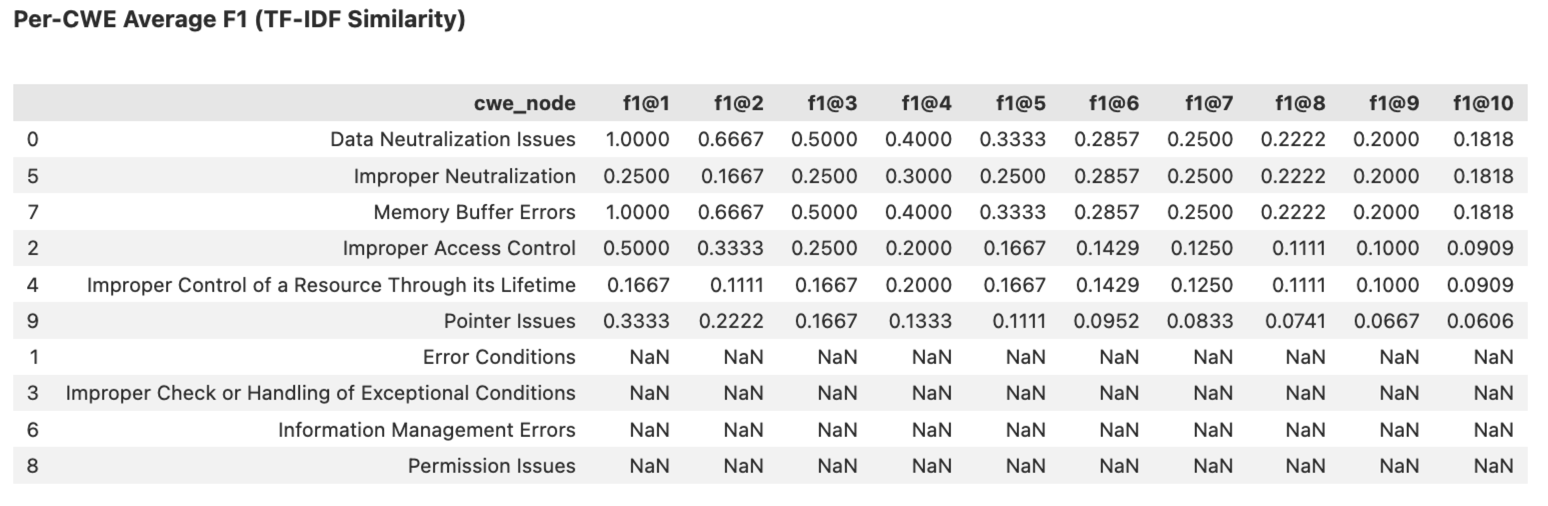 Per-CWE Average F1 (TF-IDF Similarity)
cwe_node f1@1 f1@2 f1@3 f1@4 f1@5 f1@6 f1@7 f1@8 f1@9 f1@10
0 Data Neutralization Issues 1.0000 0.6667 0.5000 0.4000 0.3333 0.2857 0.2500 0.2222 0.2000 0.1818
5 Improper Neutralization 0.2500 0.1667 0.2500 0.3000 0.2500 0.2857 0.2500 0.2222 0.2000 0.1818
7 Memory Buffer Errors 1.0000 0.6667 0.5000 0.4000 0.3333 0.2857 0.2500 0.2222 0.2000 0.1818
2 Improper Access Control 0.5000 0.3333 0.2500 0.2000 0.1667 0.1429 0.1250 0.1111 0.1000 0.0909
4 Improper Control of a Resource Through its Lifetime 0.1667 0.1111 0.1667 0.2000 0.1667 0.1429 0.1250 0.1111 0.1000 0.0909
9 Pointer Issues 0.3333 0.2222 0.1667 0.1333 0.1111 0.0952 0.0833 0.0741 0.0667 0.0606
1 Error Conditions NaN NaN NaN NaN NaN NaN NaN NaN NaN NaN
3 Improper Check or Handling of Exceptional Conditions NaN NaN NaN NaN NaN NaN NaN NaN NaN NaN
6 Information Management Errors NaN NaN NaN NaN NaN NaN NaN NaN NaN NaN
8 Permission Issues NaN NaN NaN NaN NaN NaN NaN NaN NaN NaN